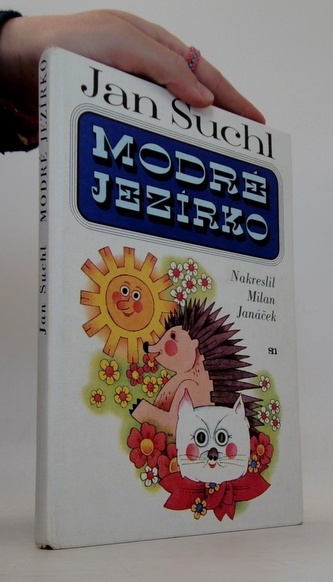 Jan Suchl
MODRÉ
JEZÍRKO
Nakreslil
Milan
Janáček
sn
Jan Suchl MODRÉ JEZÍRKO